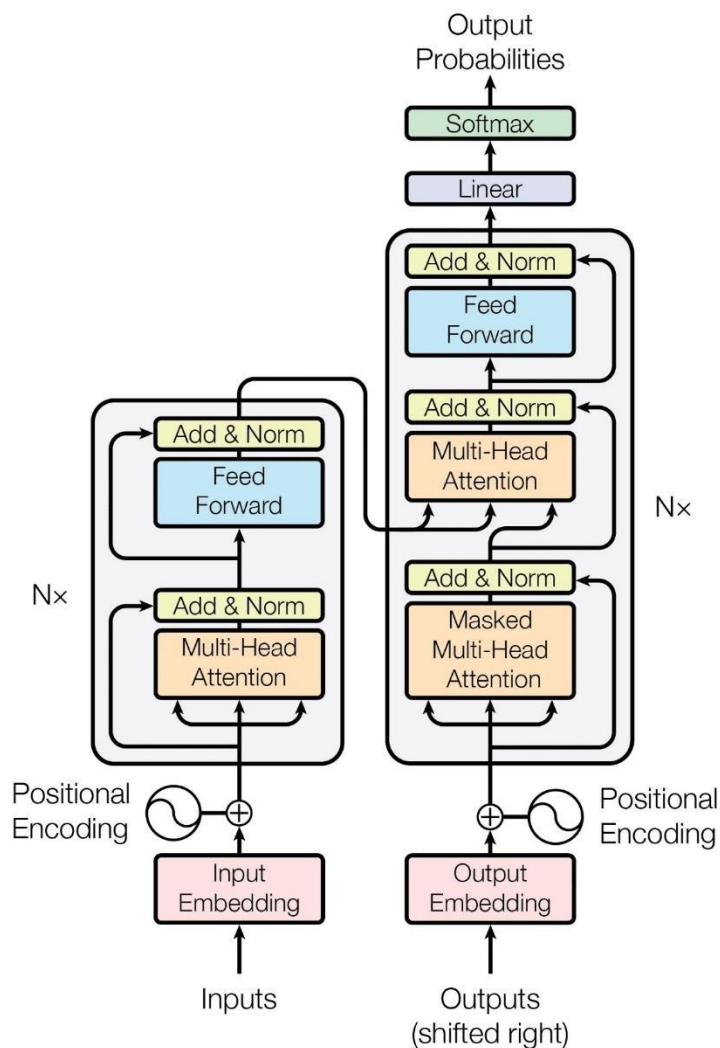 Output
Probabilities
Softmax
Linear
Add & Norm
Feed
Forward
Add & Norm
Multi-Head
Attention
Nx
Add & Norm
Masked
Multi-Head
Attention
Add & Norm
Feed
Forward
Nx
Add & Norm
Multi-Head
Attention
Positional
Encoding
Positional
Encoding
Input
Embedding
Output
Embedding
Inputs
Outputs
(shifted right)